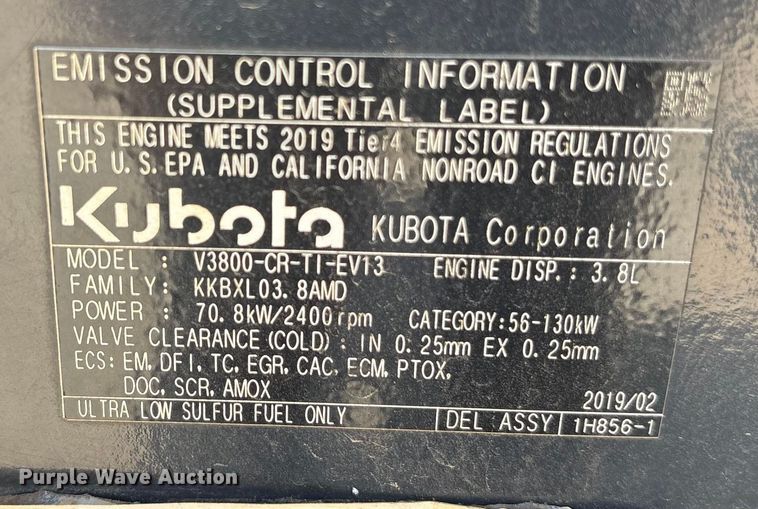 EMISSION CONTROL INFORMATION
(SUPPLEMENTAL LABEL)
THIS ENGINE MEETS 2019 Tier4 EMISSION REGULATIONS
FOR U.S.EPA AND CALIFORNIA NONROAD CI ENGINES.
Kubota KUBOTA Corporation
MODEL : V3800-CR-TI-EV13 ENGINE DISP.: 3.8L
FAMILY: KKBXL03.8AMD
POWER : 70.8kW/2400rpm CATEGORY:56-130kW
VALVE CLEARANCE(COLD): IN 0.25mm EX 0.25mm
ECS: EM, DFI, TC, EGR, CAC, ECM, PTOX,
DOC, SCR, AMOX 2019/02
ULTRA LOW SULFUR FUEL ONLY DEL ASSY 1H856-1
Purple Wave Auction